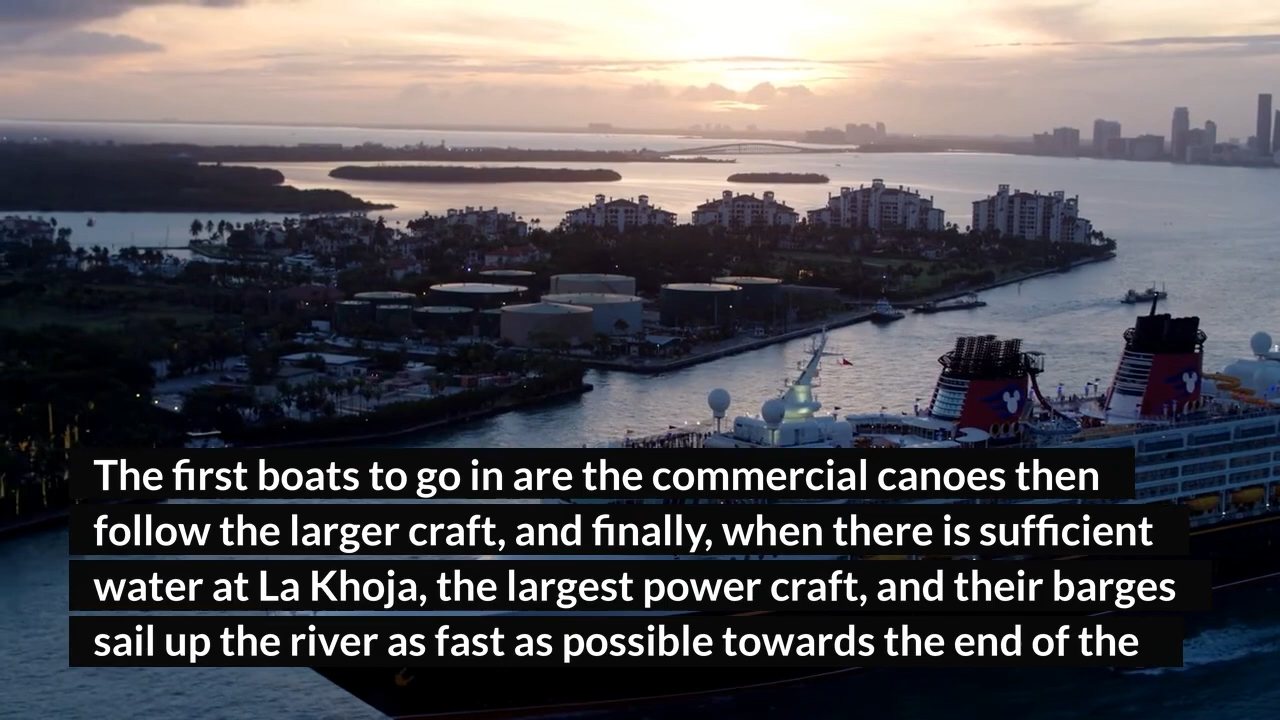 The first boats to go in are the commercial canoes then
follow the larger craft, and finally, when there is sufficient
water at La Khoja, the largest power craft, and their barges
sail up the river as fast as possible towards the end of the